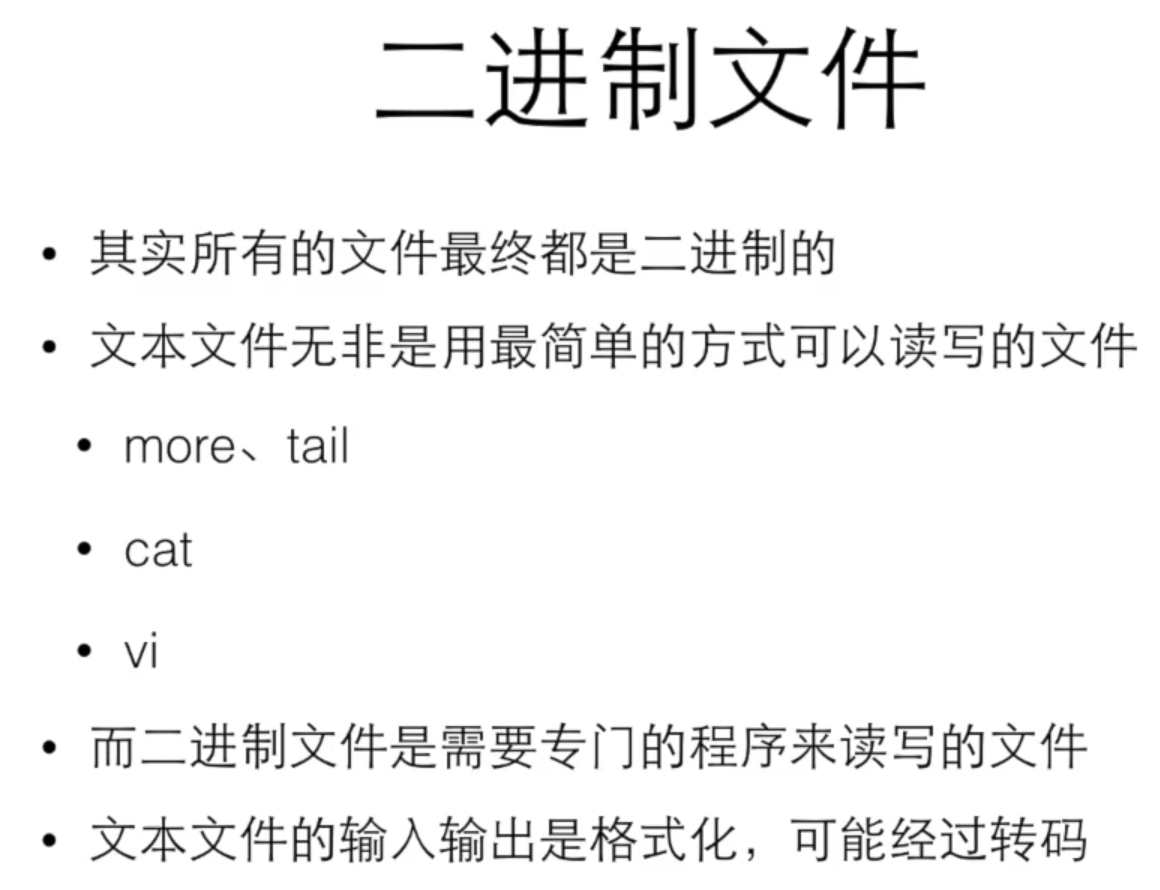 二进制文件
• 其实所有的文件最终都是二进制的
• 文本文件无非是用最简单的方式可以读写的文件
• more、tail
• cat
• vi
• 而二进制文件是需要专门的程序来读写的文件
• 文本文件的输入输出是格式化，可能经过转码